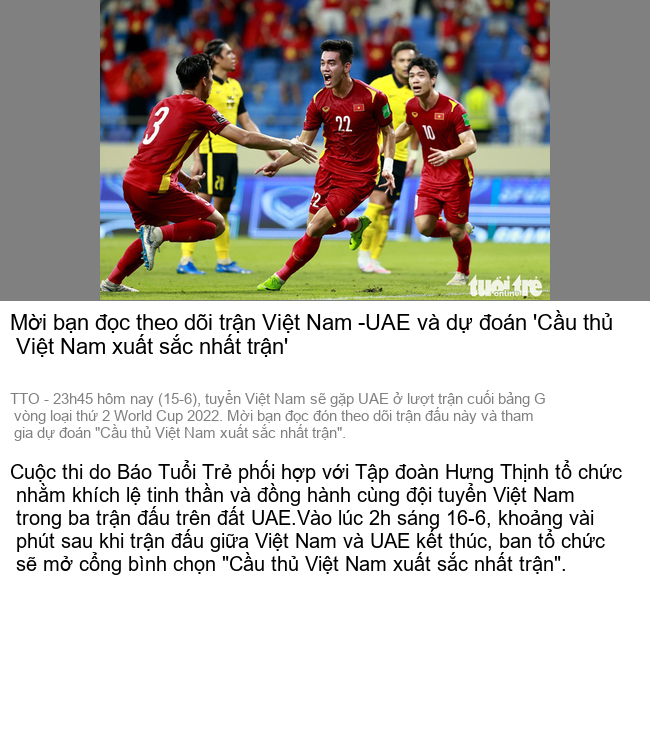 3
22
22
10
tuổi trẻ
online
Mời bạn đọc theo dõi trận Việt Nam -UAE và dự đoán 'Cầu thủ
Việt Nam xuất sắc nhất trận'
TTO - 23h45 hôm nay (15-6), tuyển Việt Nam sẽ gặp UAE ở lượt trận cuối bảng G
vòng loại thứ 2 World Cup 2022. Mời bạn đọc đón theo dõi trận đấu này và tham
gia dự đoán "Cầu thủ Việt Nam xuất sắc nhất trận".
Cuộc thi do Báo Tuổi Trẻ phối hợp với Tập đoàn Hưng Thịnh tổ chức
nhằm khích lệ tinh thần và đồng hành cùng đội tuyển Việt Nam
trong ba trận đấu trên đất UAE.Vào lúc 2h sáng 16-6, khoảng vài
phút sau khi trận đấu giữa Việt Nam và UAE kết thúc, ban tổ chức
sẽ mở cổng bình chọn "Cầu thủ Việt Nam xuất sắc nhất trận".